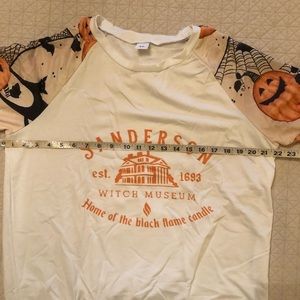 SANDERSON
est. 1693
WITCH MUSEUM
Home of the black flame candle